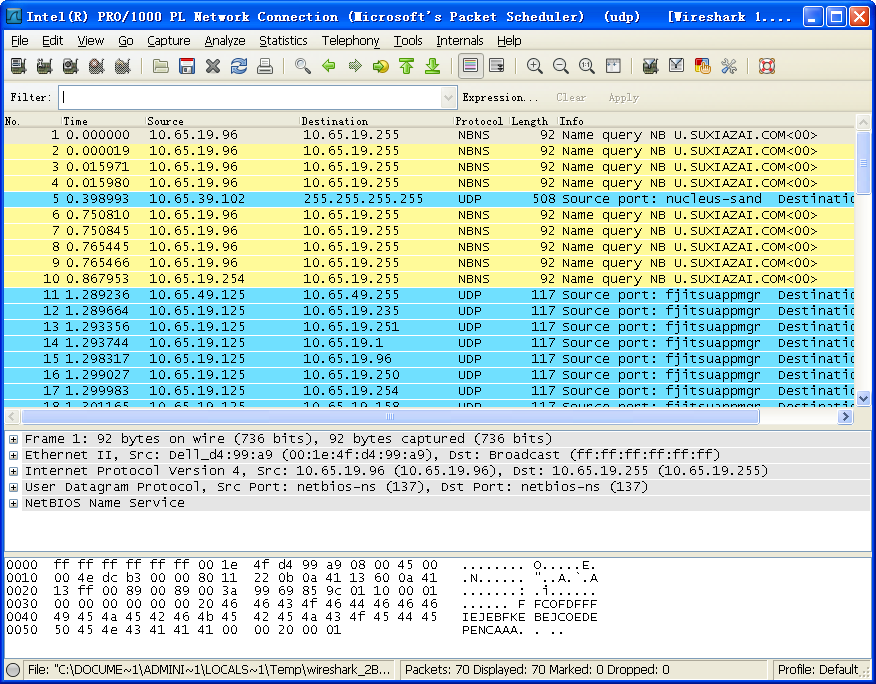 Intel(R) PRO/1000 PL Network Connection (Microsoft's Packet Scheduler) (udp) [Wireshark 1....
File Edit View Go Capture Analyze Statistics Telephony Tools Internals Help
Filter: Expression... Clear Apply
No. Time Source Destination Protocol Length Info
1 0.000000 10.65.19.96 10.65.19.255 NBNS 92 Name query NB U.SUXIAZAI.COM<00>
2 0.000019 10.65.19.96 10.65.19.255 NBNS 92 Name query NB U.SUXIAZAI.COM<00>
3 0.015971 10.65.19.96 10.65.19.255 NBNS 92 Name query NB U.SUXIAZAI.COM<00>
4 0.015980 10.65.19.96 10.65.19.255 NBNS 92 Name query NB U.SUXIAZAI.COM<00>
5 0.398993 10.65.39.102 255.255.255.255 UDP 508 Source port: nucleus-sand Destinatio
6 0.750810 10.65.19.96 10.65.19.255 NBNS 92 Name query NB U.SUXIAZAI.COM<00>
7 0.750845 10.65.19.96 10.65.19.255 NBNS 92 Name query NB U.SUXIAZAI.COM<00>
8 0.765445 10.65.19.96 10.65.19.255 NBNS 92 Name query NB U.SUXIAZAI.COM<00>
9 0.765466 10.65.19.96 10.65.19.255 NBNS 92 Name query NB U.SUXIAZAI.COM<00>
10 0.867953 10.65.19.254 10.65.19.255 NBNS 92 Name query NB U.SUXIAZAI.COM<00>
11 1.289236 10.65.49.125 10.65.49.255 UDP 117 Source port: fjitsuappmgr Destinatio
12 1.289664 10.65.19.125 10.65.19.235 UDP 117 Source port: fjitsuappmgr Destinatio
13 1.293356 10.65.19.125 10.65.19.251 UDP 117 Source port: fjitsuappmgr Destinatio
14 1.293744 10.65.19.125 10.65.19.1 UDP 117 Source port: fjitsuappmgr Destinatio
15 1.298317 10.65.19.125 10.65.19.96 UDP 117 Source port: fjitsuappmgr Destinatio
16 1.299027 10.65.19.125 10.65.19.250 UDP 117 Source port: fjitsuappmgr Destinatio
17 1.299983 10.65.19.125 10.65.19.254 UDP 117 Source port: fjitsuappmgr Destinatio
18 1.301165 10.65.19.125 10.65.19.158 UDP 117 Source port: fjitsuappmgr Destinatio
Frame 1: 92 bytes on wire (736 bits), 92 bytes captured (736 bits)
Ethernet II, Src: Dell_d4:99:a9 (00:1e:4f:d4:99:a9), Dst: Broadcast (ff:ff:ff:ff:ff:ff)
Internet Protocol Version 4, Src: 10.65.19.96 (10.65.19.96), Dst: 10.65.19.255 (10.65.19.255)
User Datagram Protocol, Src Port: netbios-ns (137), Dst Port: netbios-ns (137)
NetBIOS Name Service
0000 ff ff ff ff ff ff 00 1e 4f d4 99 a9 08 00 45 00 ........ O.....E.
0010 00 4e dc b3 00 00 80 11 22 0b 0a 41 13 60 0a 41 .N...... "..A.`.A
0020 13 ff 00 89 00 89 00 3a 99 69 85 9c 01 10 00 01 .......: .i......
0030 00 00 00 00 00 00 20 46 46 43 4f 46 44 46 46 46 ...... F FCOFDFFF
0040 49 45 4a 45 42 46 4b 45 42 45 4a 43 4f 45 44 45 IEJEBFKE BEJCOEDE
0050 50 45 4e 43 41 41 41 00 00 20 00 01 PENCAAA. . ..
File: "C:\DOCUME~1\ADMINI~1\LOCALS~1\Temp\wireshark_2B... Packets: 70 Displayed: 70 Marked: 0 Dropped: 0 Profile: Default